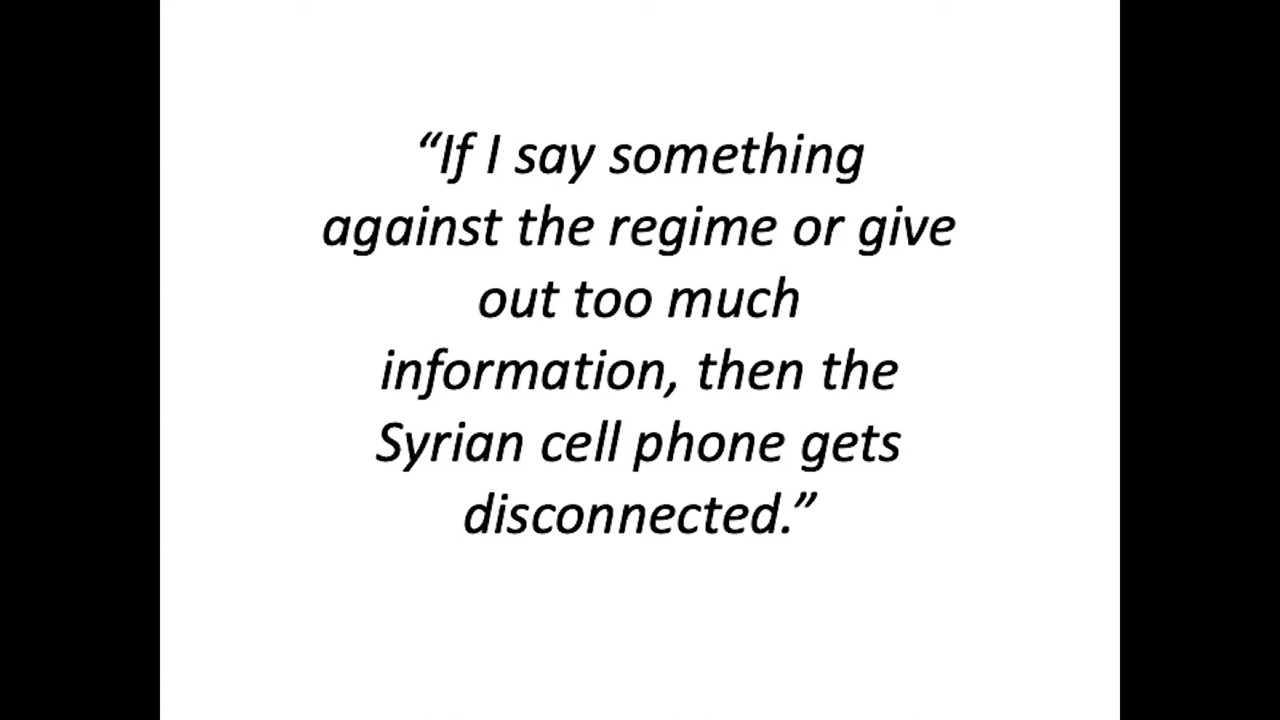 “If I say something
against the regime or give
out too much
information, then the
Syrian cell phone gets
disconnected.”